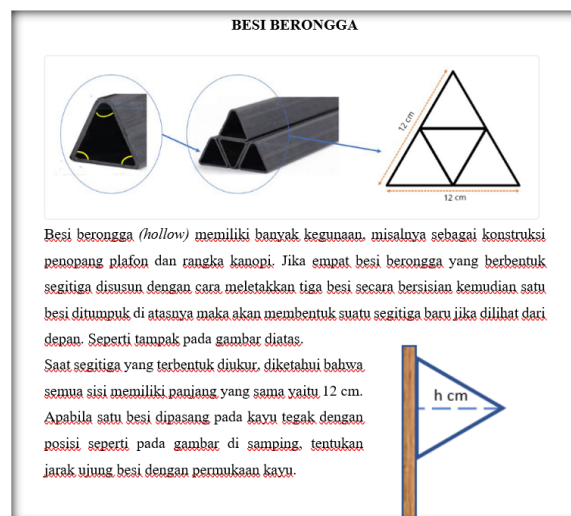 BESI BERONGGA
12 cm
12 cm
Besi berongga (hollow) memiliki banyak kegunaan, misalnya sebagai konstruksi
penopang plafon dan rangka kanopi. Jika empat besi berongga yang berbentuk
segitiga disusun dengan cara meletakkan tiga besi secara bersisian kemudian satu
besi ditumpuk di atasnya maka akan membentuk suatu segitiga baru jika dilihat dari
depan. Seperti tampak pada gambar diatas.
Saat segitiga yang terbentuk diukur, diketahui bahwa
semua sisi memiliki panjang yang sama yaitu 12 cm.
Apabila satu besi dipasang pada kayu tegak dengan
posisi seperti pada gambar di samping, tentukan
jarak ujung besi dengan permukaan kayu.
h cm